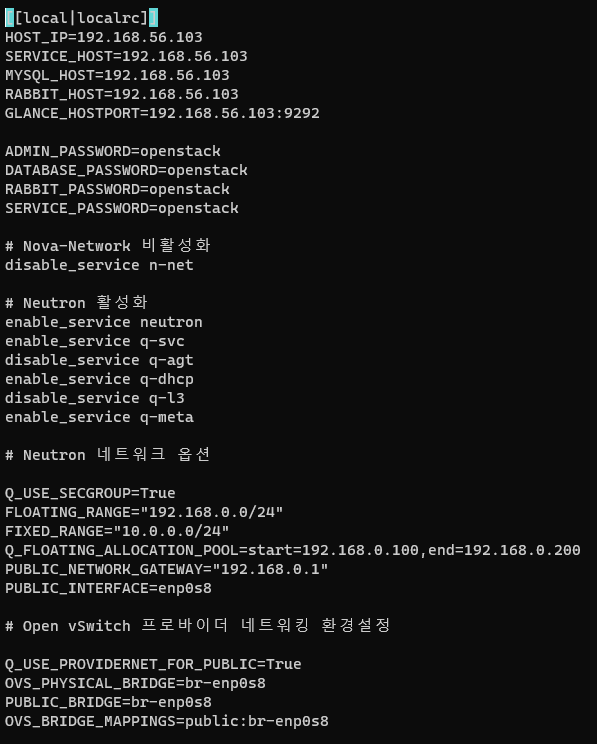 [[local|localrc]]
HOST_IP=192.168.56.103
SERVICE_HOST=192.168.56.103
MYSQL_HOST=192.168.56.103
RABBIT_HOST=192.168.56.103
GLANCE_HOSTPORT=192.168.56.103:9292
ADMIN_PASSWORD=openstack
DATABASE_PASSWORD=openstack
RABBIT_PASSWORD=openstack
SERVICE_PASSWORD=openstack
# Nova-Network 비활성화
disable_service n-net
# Neutron 활성화
enable_service neutron
enable_service q-svc
disable_service q-agt
enable_service q-dhcp
disable_service q-l3
enable_service q-meta
# Neutron 네트워크 옵션
Q_USE_SECGROUP=True
FLOATING_RANGE="192.168.0.0/24"
FIXED_RANGE="10.0.0.0/24"
Q_FLOATING_ALLOCATION_POOL=start=192.168.0.100,end=192.168.0.200
PUBLIC_NETWORK_GATEWAY="192.168.0.1"
PUBLIC_INTERFACE=enp0s8
# Open vSwitch 프로바이더 네트워킹 환경설정
Q_USE_PROVIDERNET_FOR_PUBLIC=True
OVS_PHYSICAL_BRIDGE=br-enp0s8
PUBLIC_BRIDGE=br-enp0s8
OVS_BRIDGE_MAPPINGS=public:br-enp0s8